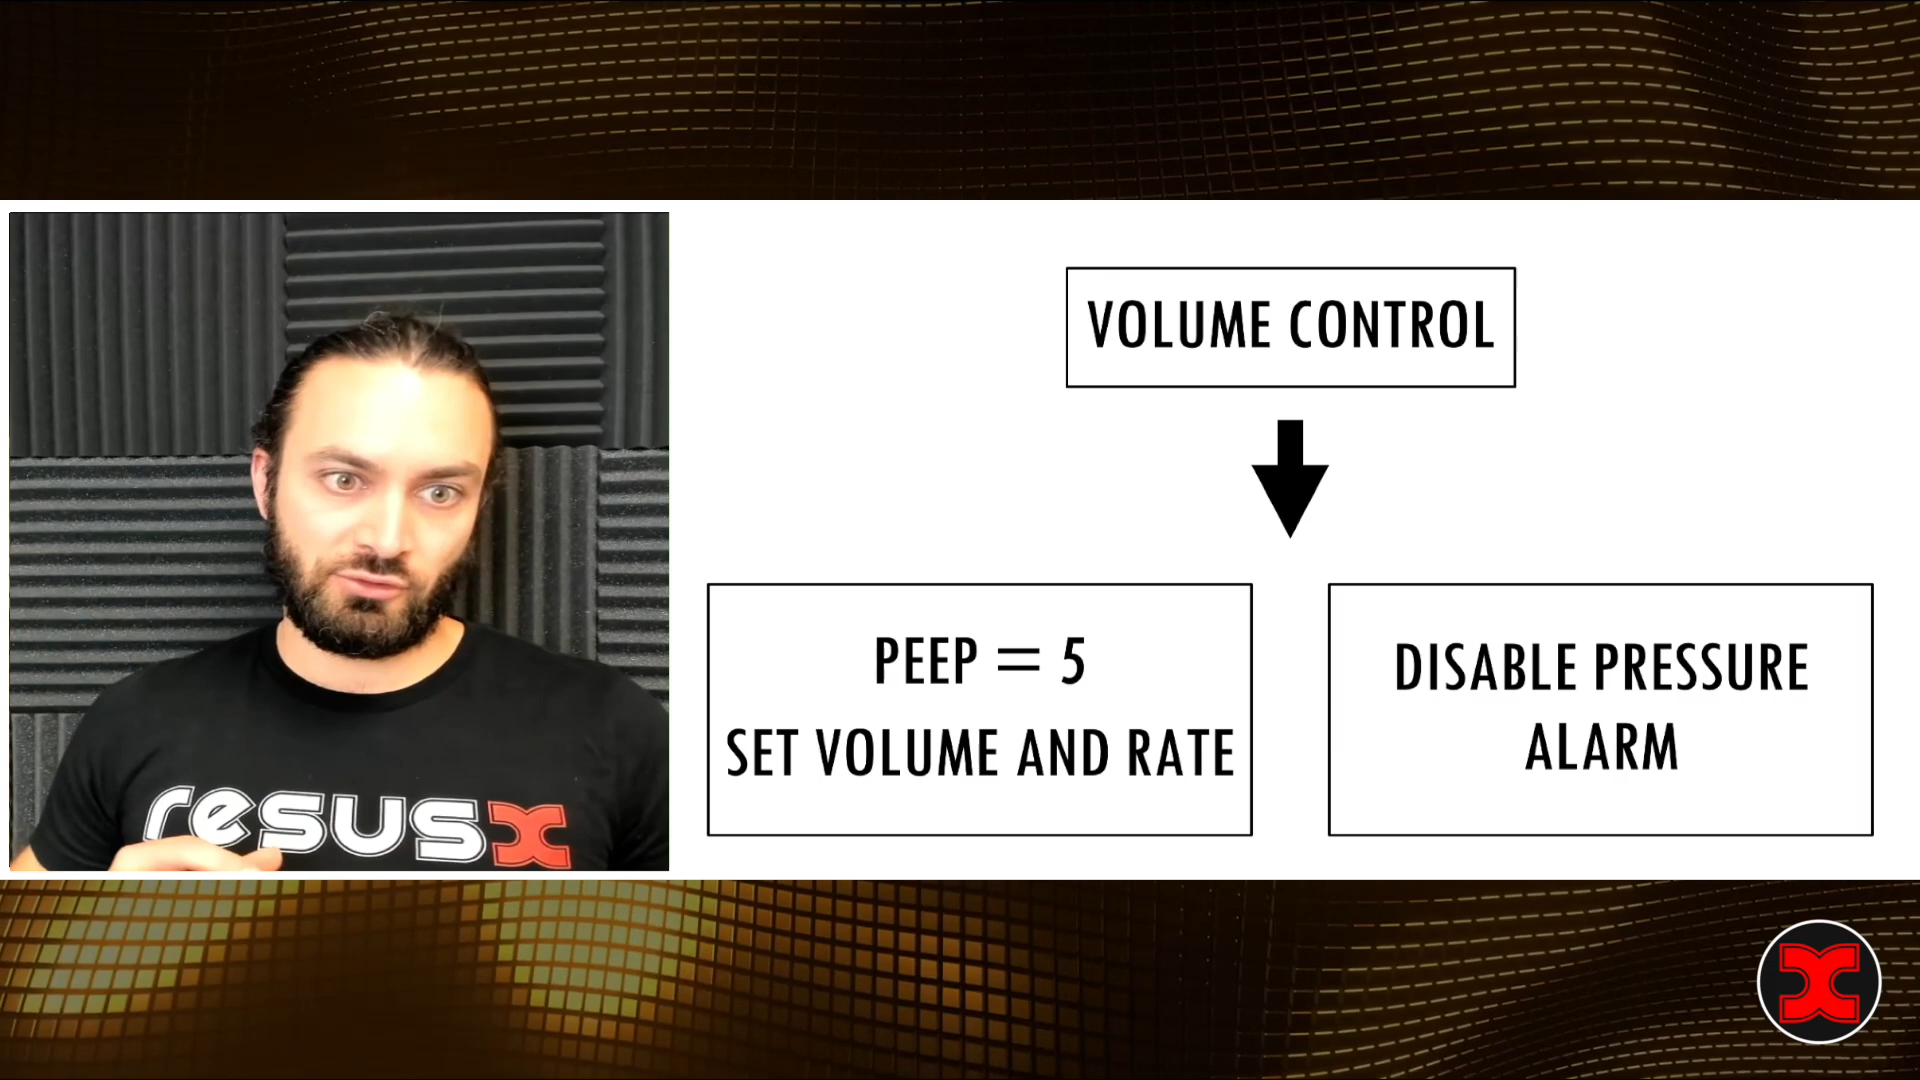 VOLUME CONTROL
PEEP = 5
SET VOLUME AND RATE
DISABLE PRESSURE
ALARM
resusx